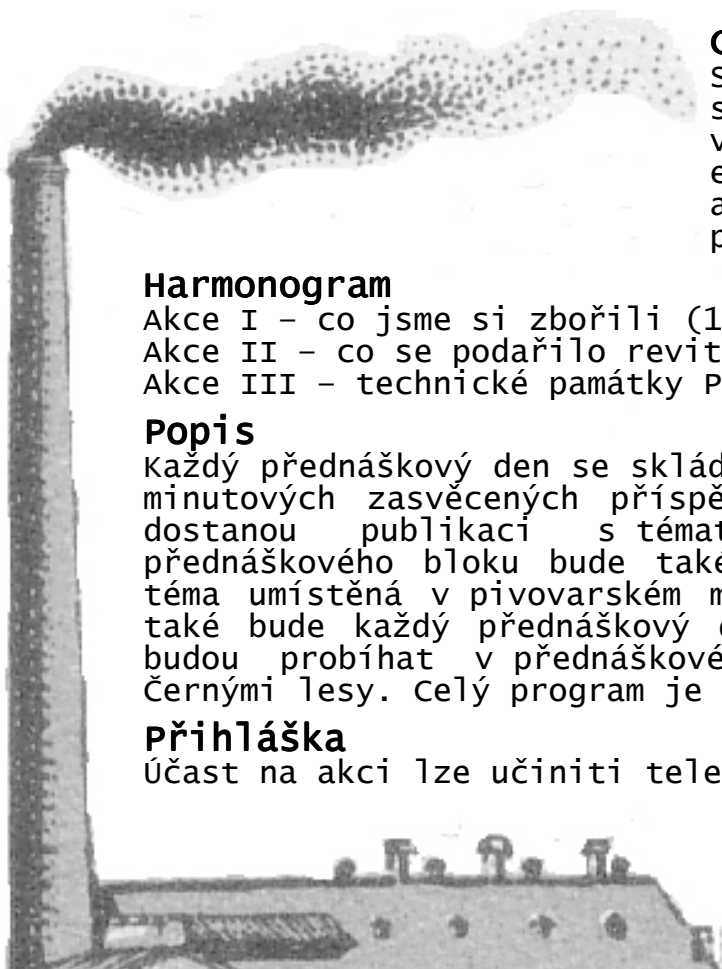 Harmonogram
Akce I – co jsme si zbořili (1
Akce II – co se podařilo revit
Akce III – technické památky P
Popis
Každý přednáškový den se sklád
minutových zasvěcených příspě
dostanou publikaci s témat
přednáškového bloku bude také
téma umístěná v pivovarském m
také bude každý přednáškový
budou probíhat v přednáškové
Černými lesy. Celý program je
Přihláška
Účast na akci lze učiniti tele